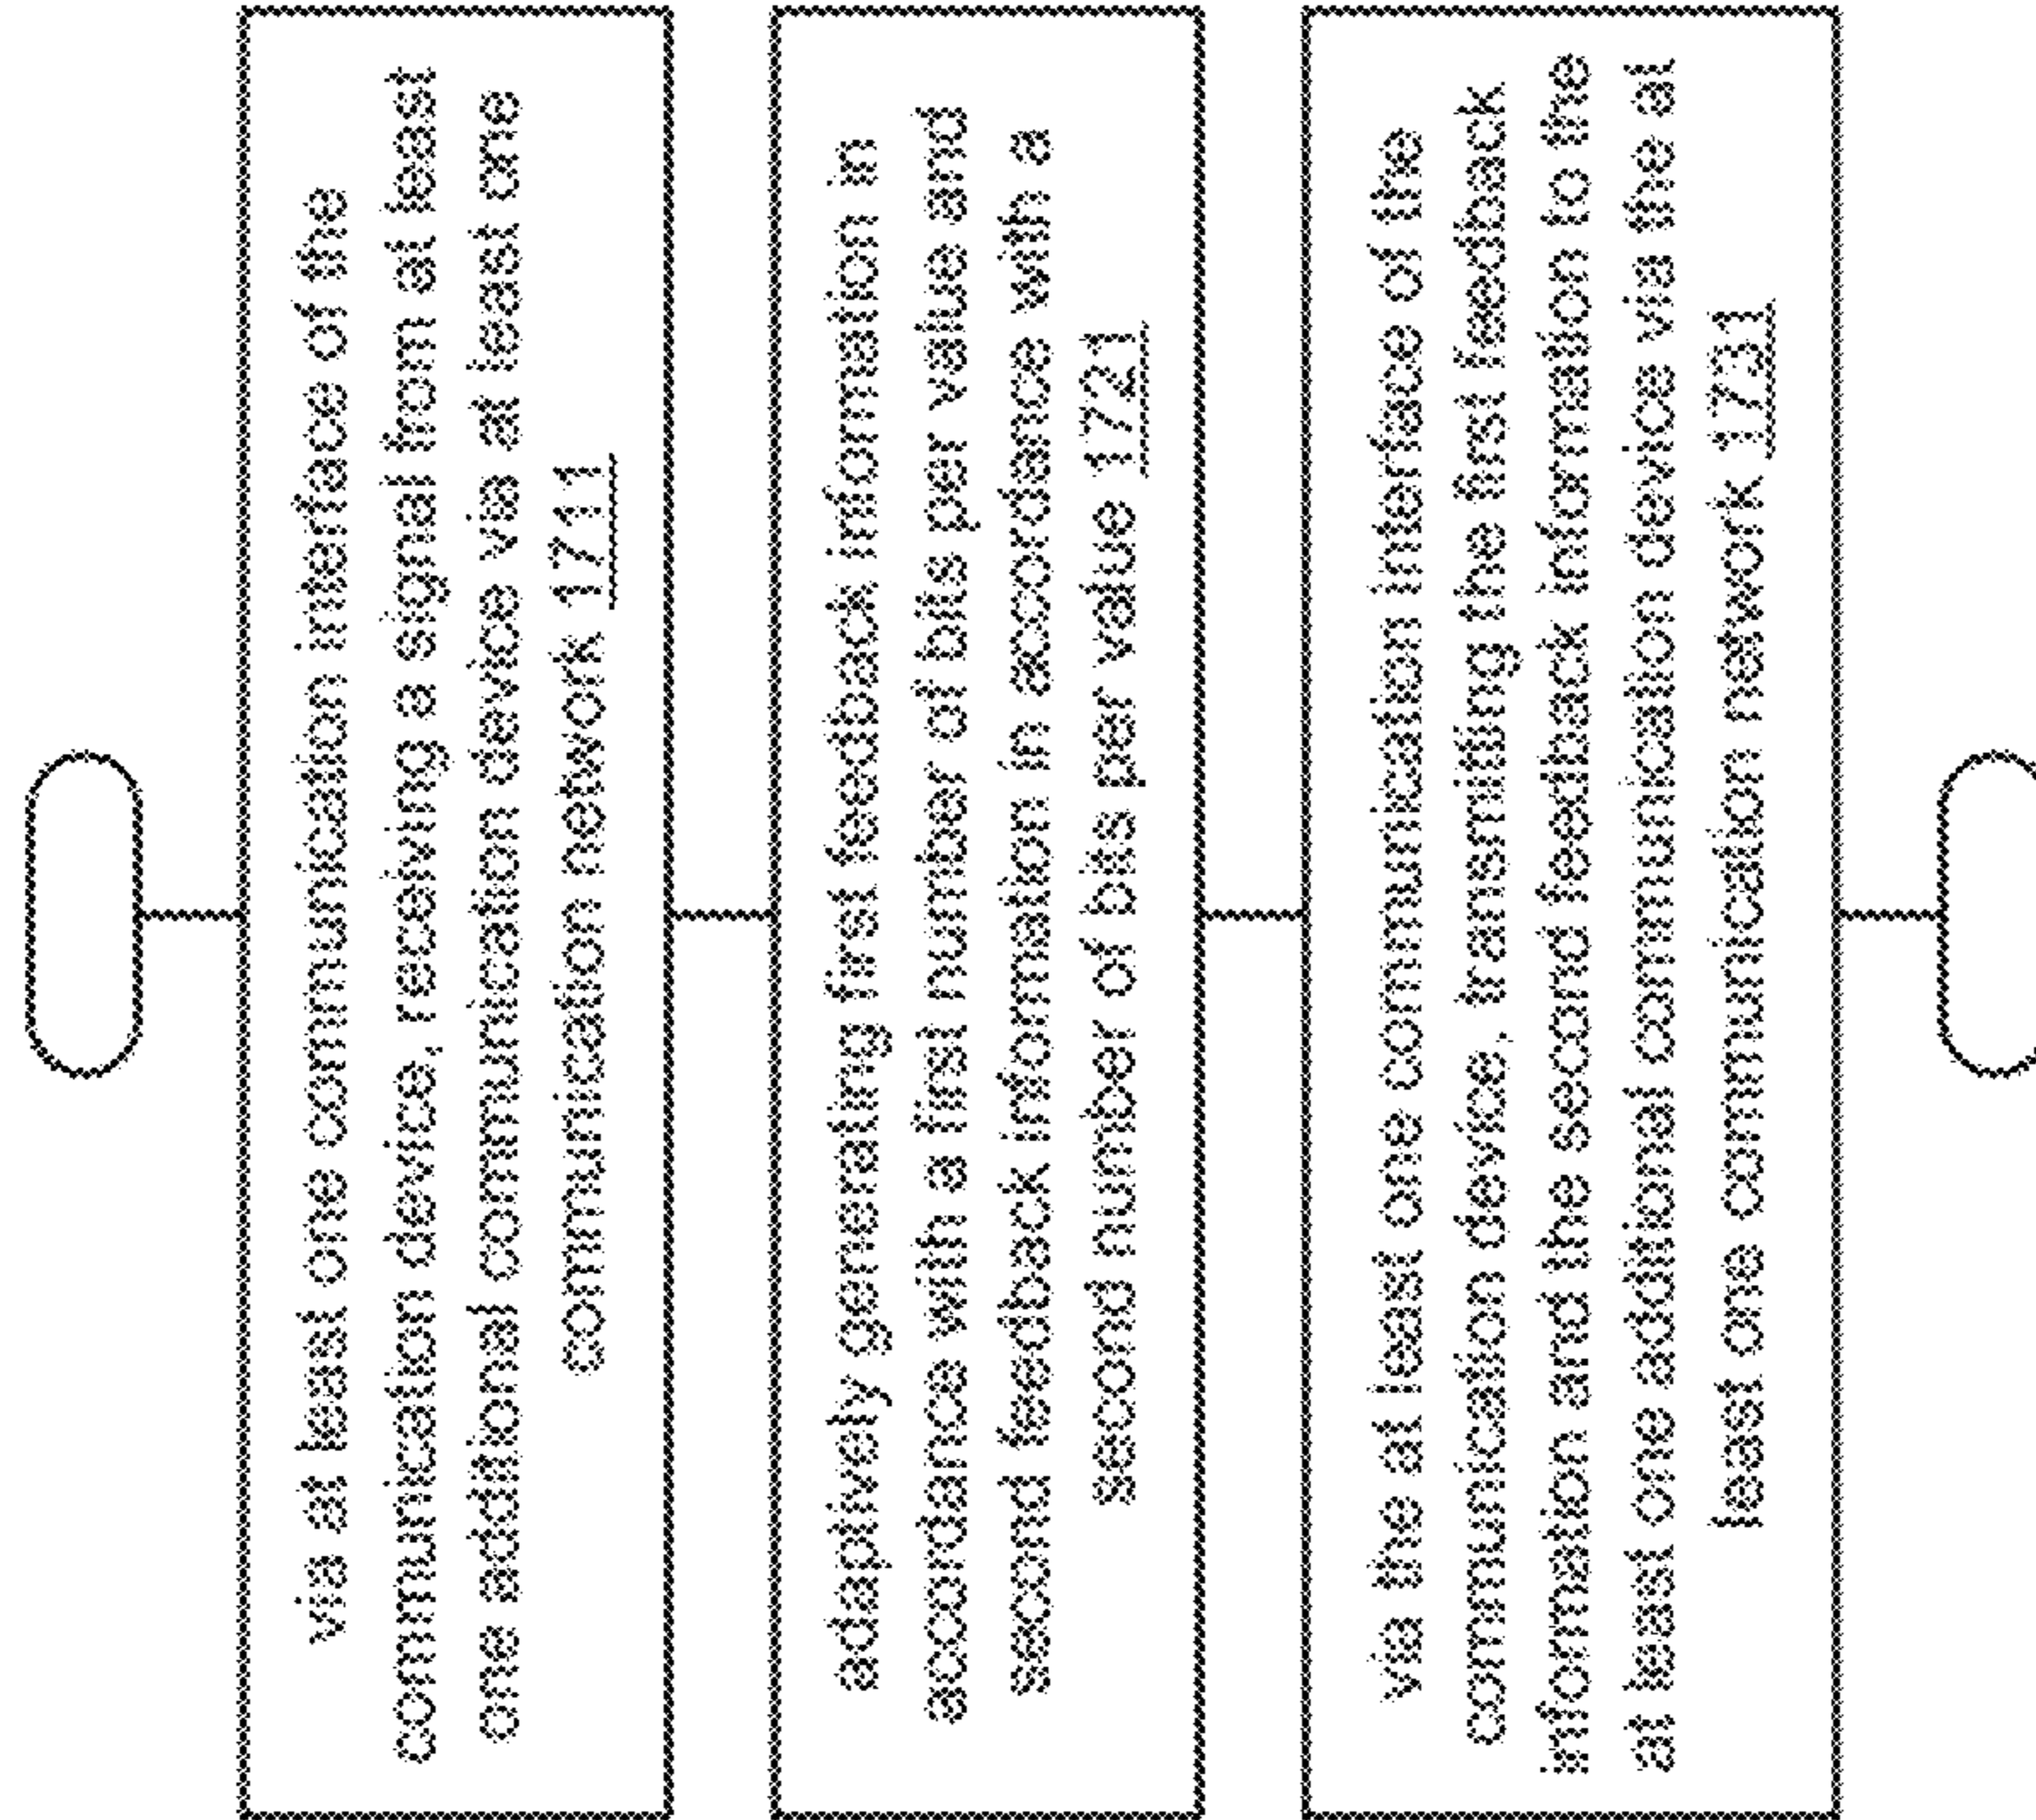 via at least one communication interface of the
communication device, receiving a signal from at least
one additional communication device via at least one
communication network 1711
adaptively generating first feedback information in
accordance with a first number of bits per value and
second feedback information in accordance with a
second number of bits per value 1721
via the at least one communication interface of the
communication device, transmitting the first feedback
information and the second feedback information to the
at least one additional communication device via the at
least one communication network 1731